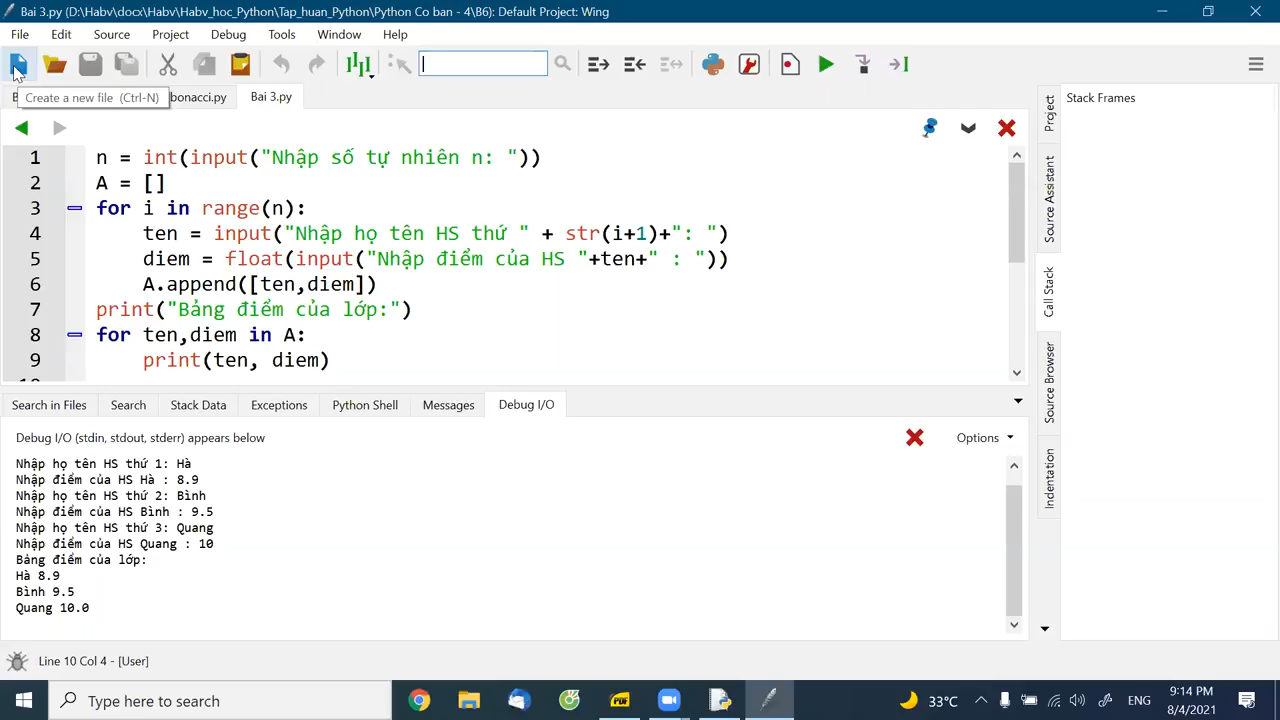 Bai 3.py (D:\Habv\docx\Habv_hoc_Python\Tap_huan_Python\Python Co ban - 4\B6): Default Project: Wing
File Edit Source Project Debug Tools Window Help
Create a new file (Ctrl-N)
bonacci.py
Bai 3.py
Stack Frames
1 n = int(input("Nhập số tự nhiên n: "))
2 A = []
3 for i in range(n):
4 ten = input("Nhập họ tên HS thứ " + str(i+1)+": ")
5 diem = float(input("Nhập điểm của HS "+ten+" : "))
6 A.append([ten,diem])
7 print("Bảng điểm của lớp:")
8 for ten,diem in A:
9 print(ten, diem)
Project
Source Assistant
Call Stack
Source Browser
Indentation
Search in Files Search Stack Data Exceptions Python Shell Messages Debug I/O
Debug I/O (stdin, stdout, stderr) appears below
Options
Nhập họ tên HS thứ 1: Hà
Nhập điểm của HS Hà : 8.9
Nhập họ tên HS thứ 2: Bình
Nhập điểm của HS Bình : 9.5
Nhập họ tên HS thứ 3: Quang
Nhập điểm của HS Quang : 10
Bảng điểm của lớp:
Hà 8.9
Bình 9.5
Quang 10.0
Line 10 Col 4 - [User]
Type here to search
PDF
33°C
ENG
9:14 PM
8/4/2021